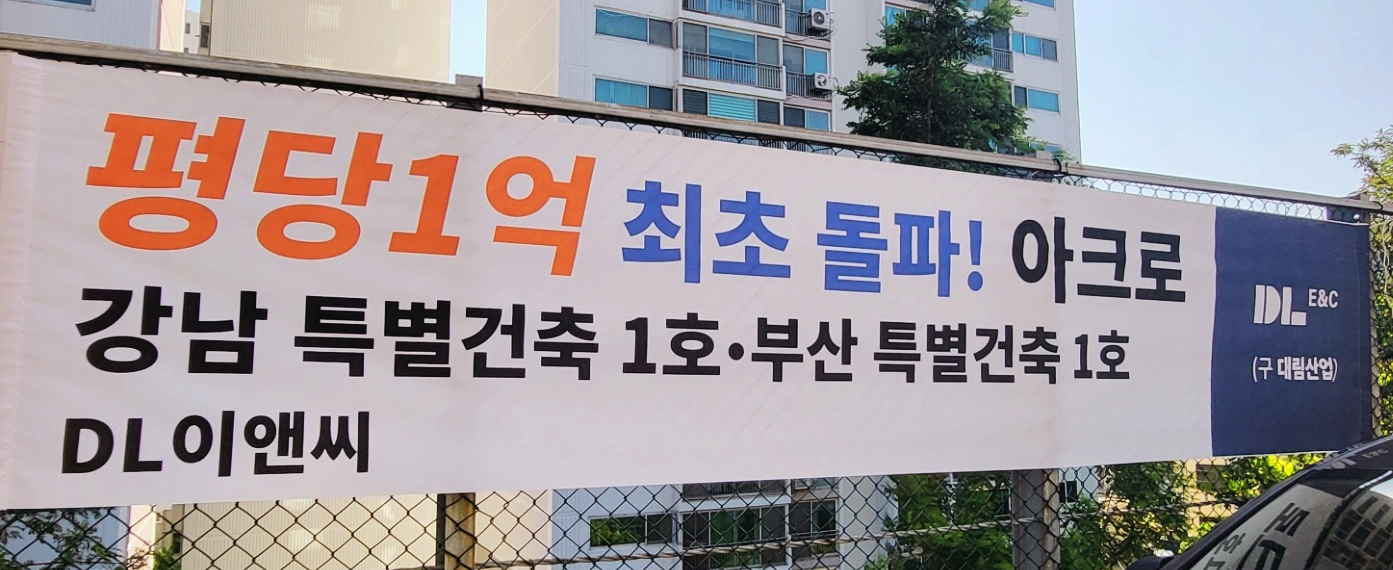 평당1억 최초 돌파! 아크로
강남 특별건축 1호·부산 특별건축 1호
DL이앤씨
DL E&C
(구 대림산업)